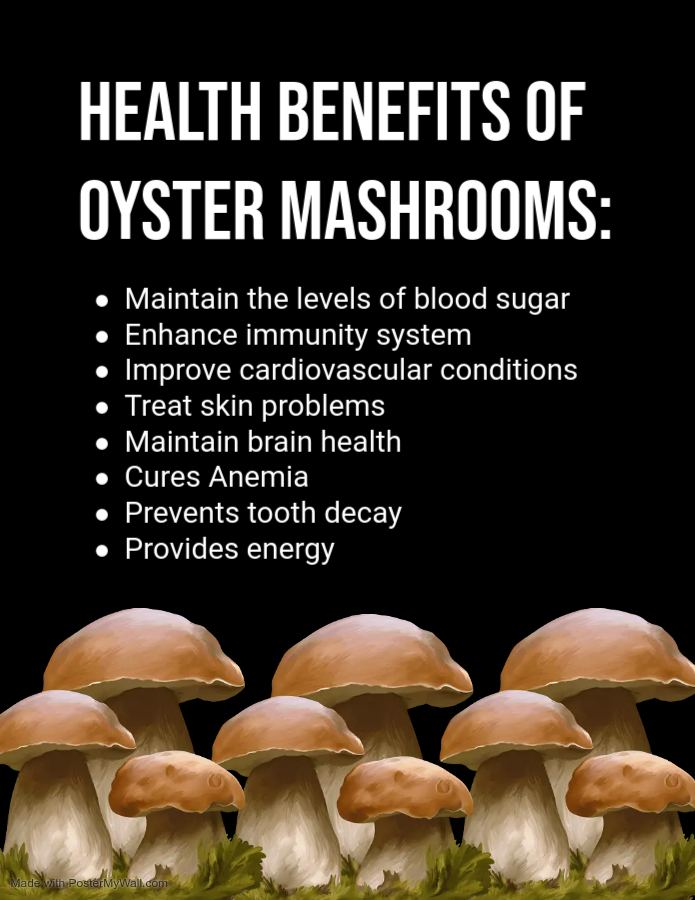 HEALTH BENEFITS OF
OYSTER MASHROOMS:
• Maintain the levels of blood sugar
• Enhance immunity system
• Improve cardiovascular conditions
• Treat skin problems
• Maintain brain health
• Cures Anemia
• Prevents tooth decay
• Provides energy
Made with PosterMyWall.com